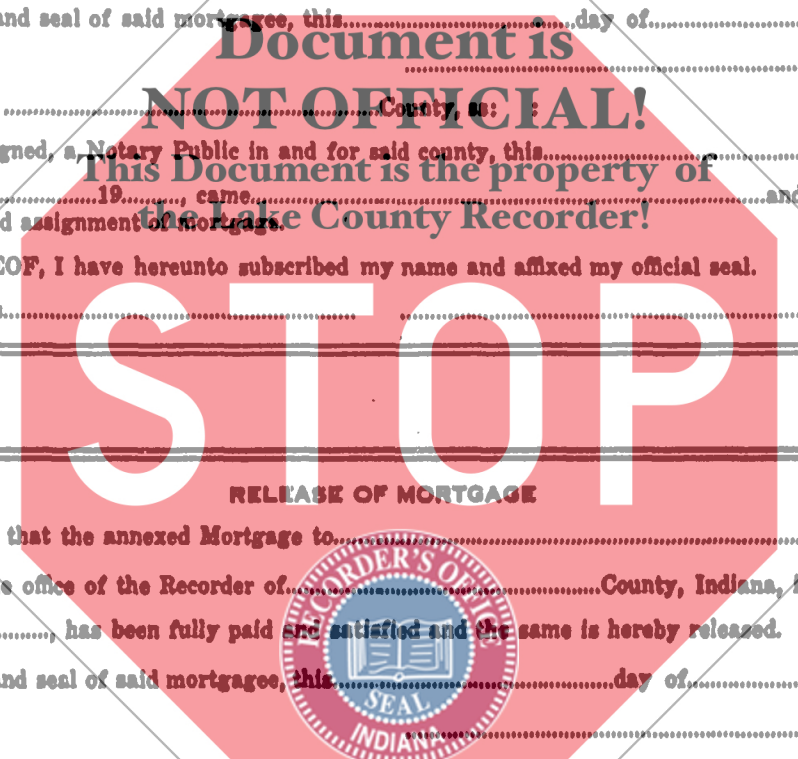 and seal of said mortgagee, this day of
Document is
County, ss: :
NOT OFFICIAL!
gned, a Notary Public in and for said county, this
This Document is the property of
19 , came and
d assignment of mortgage.
the Lake County Recorder!
EOF, I have hereunto subscribed my name and affixed my official seal.
STOP
RELEASE OF MORTGAGE
that the annexed Mortgage to
e office of the Recorder of County, Indiana,
, has been fully paid and satisfied and the same is hereby released.
and seal of said mortgagee, this day of
RECORDER'S OFFICE
SEAL
INDIANA